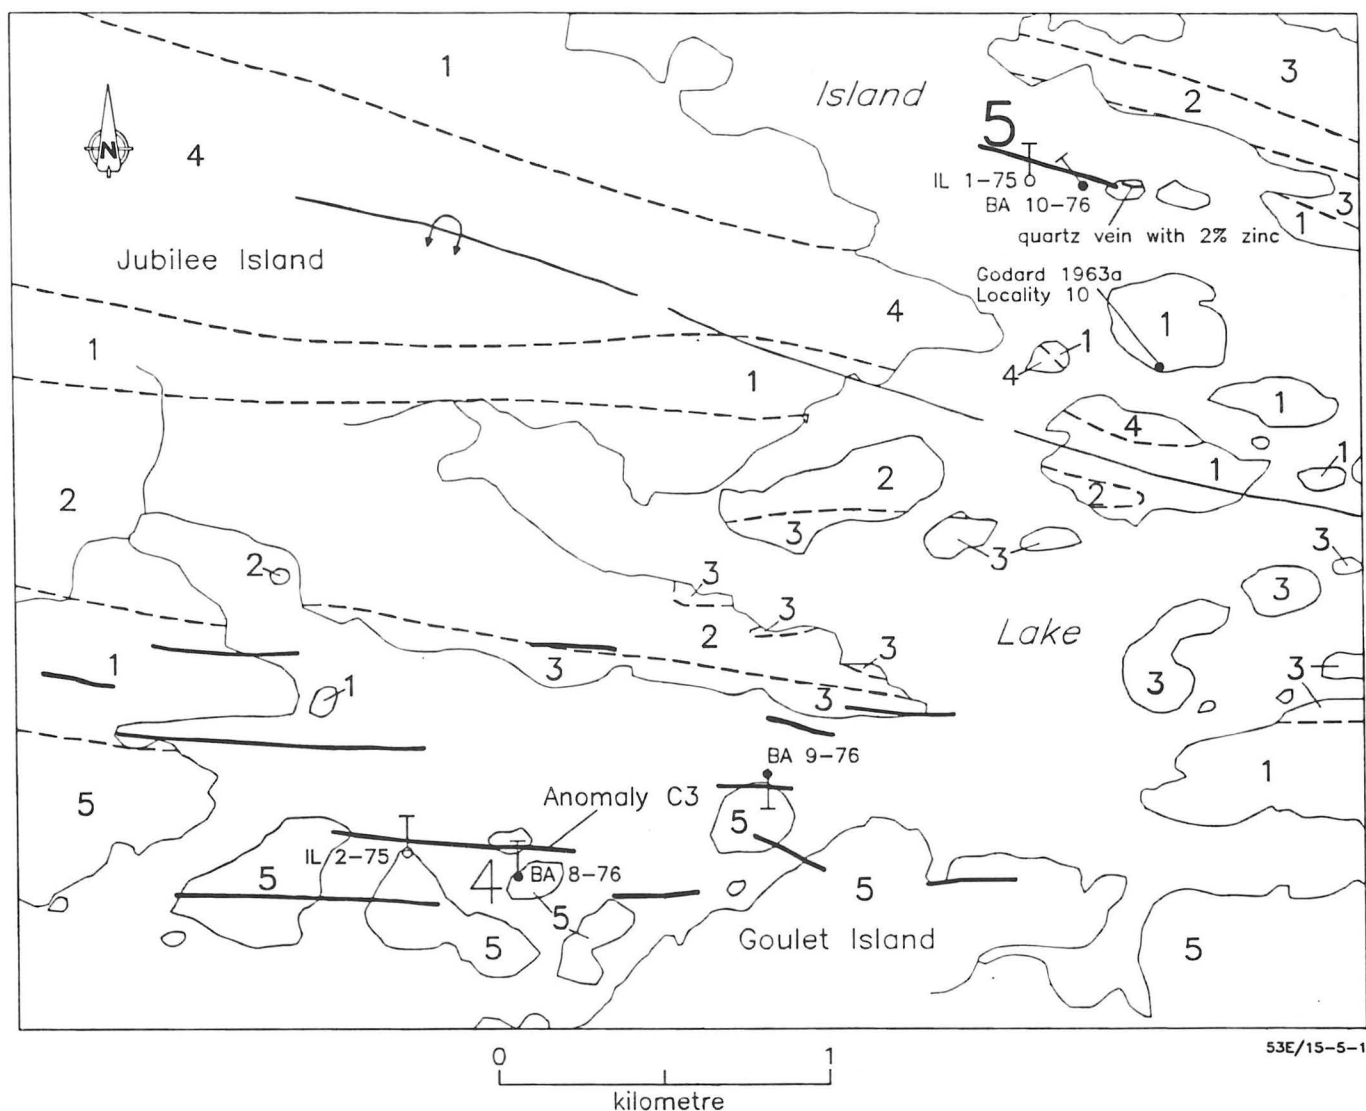 1
Island
3
2
N
4
5
IL 1-75
BA 10-76
3
1
quartz vein with 2% zinc
Jubilee Island
Godard 1963a
Locality 10
4
1
1
1
4
1
1
1
4
1
1
2
2
2
3
3
3
2
3
3
3
2
Lake
1
3
3
3
3
3
1
BA 9-76
1
5
Anomaly C3
5
IL 2-75
5
4
BA 8-76
5
5
5
Goulet Island
5
53E/15-5-1
0
1
kilometre